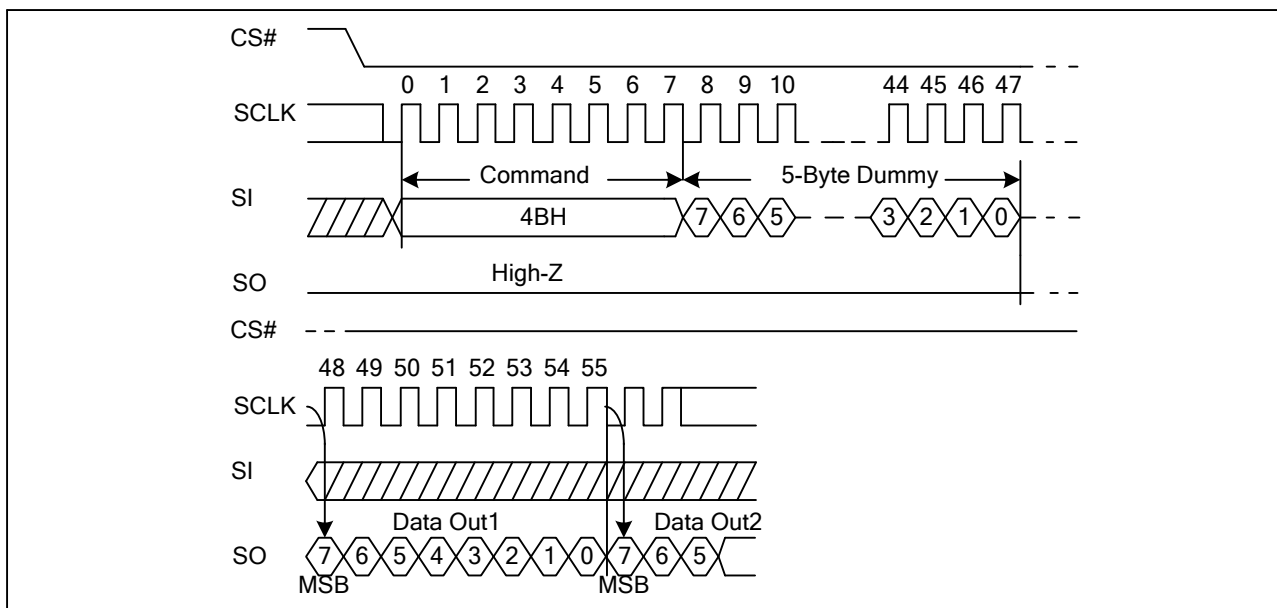 CS#
0 1 2 3 4 5 6 7 8 9 10 44 45 46 47
SCLK
Command 5-Byte Dummy
SI
4BH 7 6 5 3 2 1 0
High-Z
SO
CS#
48 49 50 51 52 53 54 55
SCLK
SI
Data Out1 Data Out2
SO 7 6 5 4 3 2 1 0 7 6 5
MSB MSB